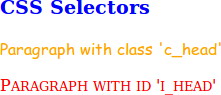 CSS Selectors
Paragraph with class 'c_head'
PARAGRAPH WITH ID 'I_HEAD'